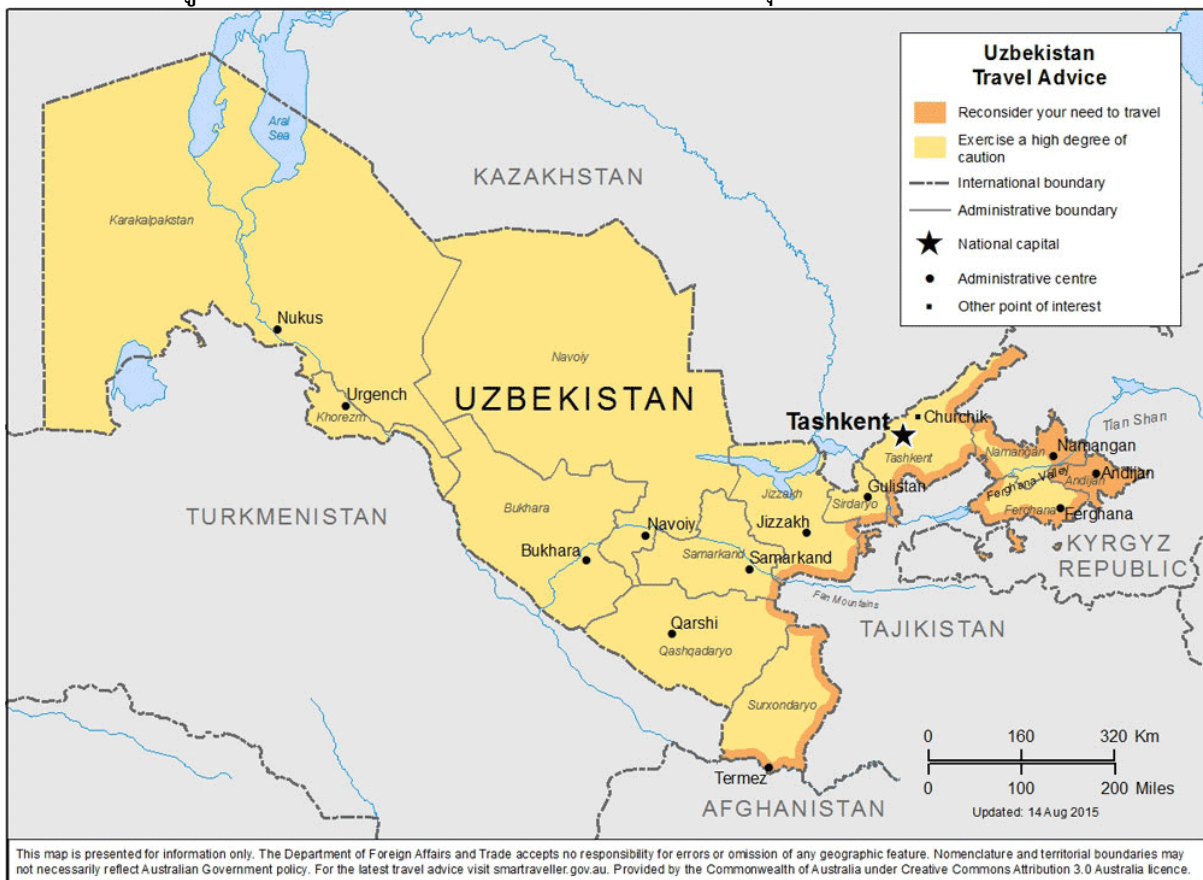 Uzbekistan
Travel Advice
Reconsider your need to travel
Exercise a high degree of
caution
International boundary
Administrative boundary
National capital
Administrative centre
Other point of interest
Aral
Sea
KAZAKHSTAN
Karakalpakstan
Nukus
Navoiy
Urgench
Khorezm
UZBEKISTAN
Tashkent
Churchik
Tashkent
Tian Shan
Namangan
Namangan
Ferghana Valley
Andijan
Andijan
Gulistan
Sirdaryo
Ferghana
Ferghana
Jizzakh
Jizzakh
Bukhara
TURKMENISTAN
Navoiy
Bukhara
Samarkand
Samarkand
KYRGYZ
REPUBLIC
Fan Mountains
TAJIKISTAN
Qarshi
Qashqadaryo
Surxondaryo
Termez
AFGHANISTAN
0 160 320 Km
0 100 200 Miles
Updated: 14 Aug 2015
This map is presented for information only. The Department of Foreign Affairs and Trade accepts no responsibility for errors or omission of any geographic feature. Nomenclature and territorial boundaries may
not necessarily reflect Australian Government policy. For the latest travel advice visit smartraveller.gov.au. Provided by the Commonwealth of Australia under Creative Commons Attribution 3.0 Australia licence.